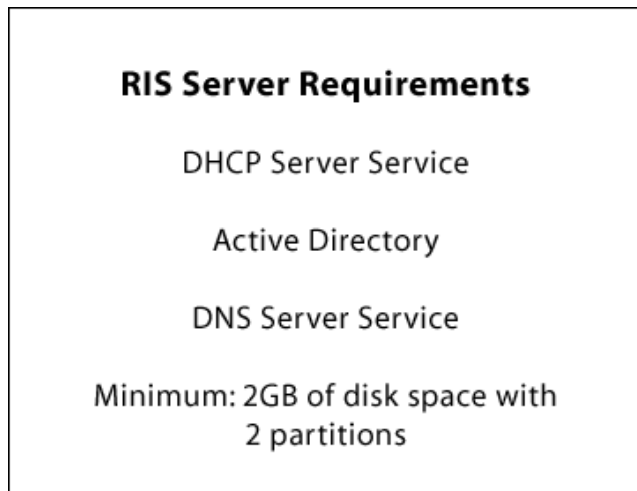 RIS Server Requirements
DHCP Server Service
Active Directory
DNS Server Service
Minimum: 2GB of disk space with
2 partitions